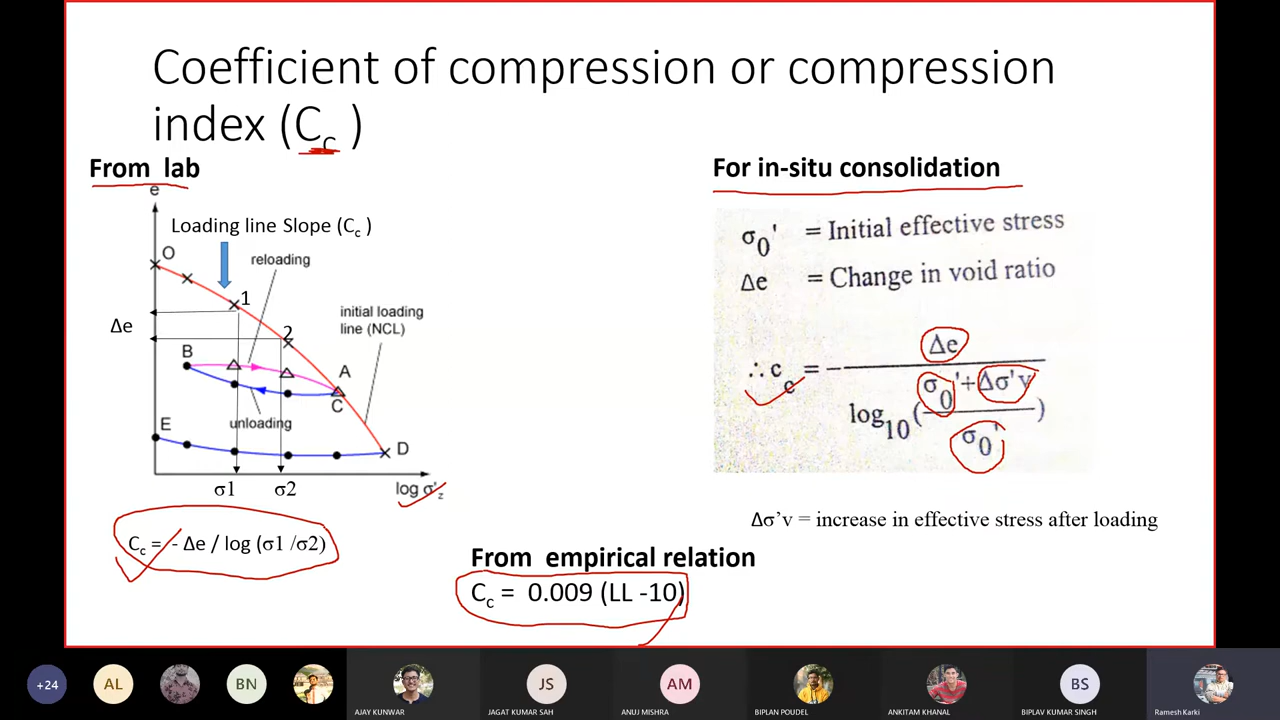 Coefficient of compression or compression
index (Cc )
From lab
e
Loading line Slope (Cc )
O
reloading
1
initial loading
line (NCL)
Δe
2
B
A
C
E
unloading
D
σ1
σ2
log σ'z
Cc = - Δe / log (σ1 /σ2)
From empirical relation
Cc = 0.009 (LL -10)
For in-situ consolidation
σ0' = Initial effective stress
Δe = Change in void ratio
∴ cc = - Δe / log10(σ0'+Δσ'v / σ0')
Δσ’v = increase in effective stress after loading
+24
AL
BN
AJAY KUNWAR
JS
JAGAT KUMAR SAH
AM
ANUJ MISHRA
BIPLAN POUDEL
ANKITAM KHANAL
BS
BIPLAV KUMAR SINGH
Ramesh Karki